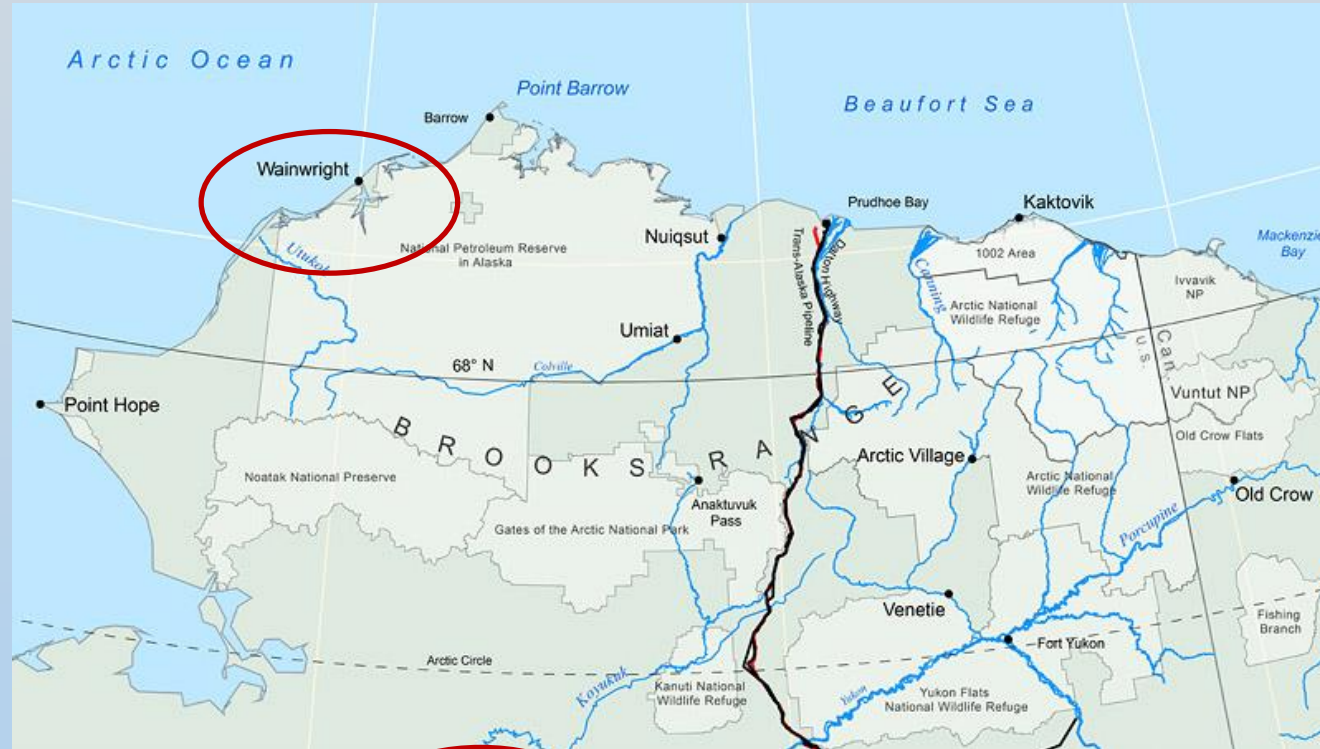 Arctic Ocean
Point Barrow
Beaufort Sea
Barrow
Wainwright
Prudhoe Bay
Kaktovik
Nuiqsut
Mackenzie
Bay
Utukok
National Petroleum Reserve
in Alaska
Trans-Alaska Pipeline
Dalton Highway
Canning
1002 Area
Ivvavik
NP
Arctic National
Wildlife Refuge
Umiat
U.S.
Can.
68° N
Colville
Vuntut NP
Point Hope
BROOKS RANGE
Old Crow Flats
Arctic Village
Noatak National Preserve
Arctic National
Wildlife Refuge
Old Crow
Anaktuvuk
Pass
Gates of the Arctic National Park
Porcupine
Venetie
Fishing
Branch
Fort Yukon
Arctic Circle
Koyukuk
Kanuti National
Wildlife Refuge
Yukon
Yukon Flats
National Wildlife Refuge